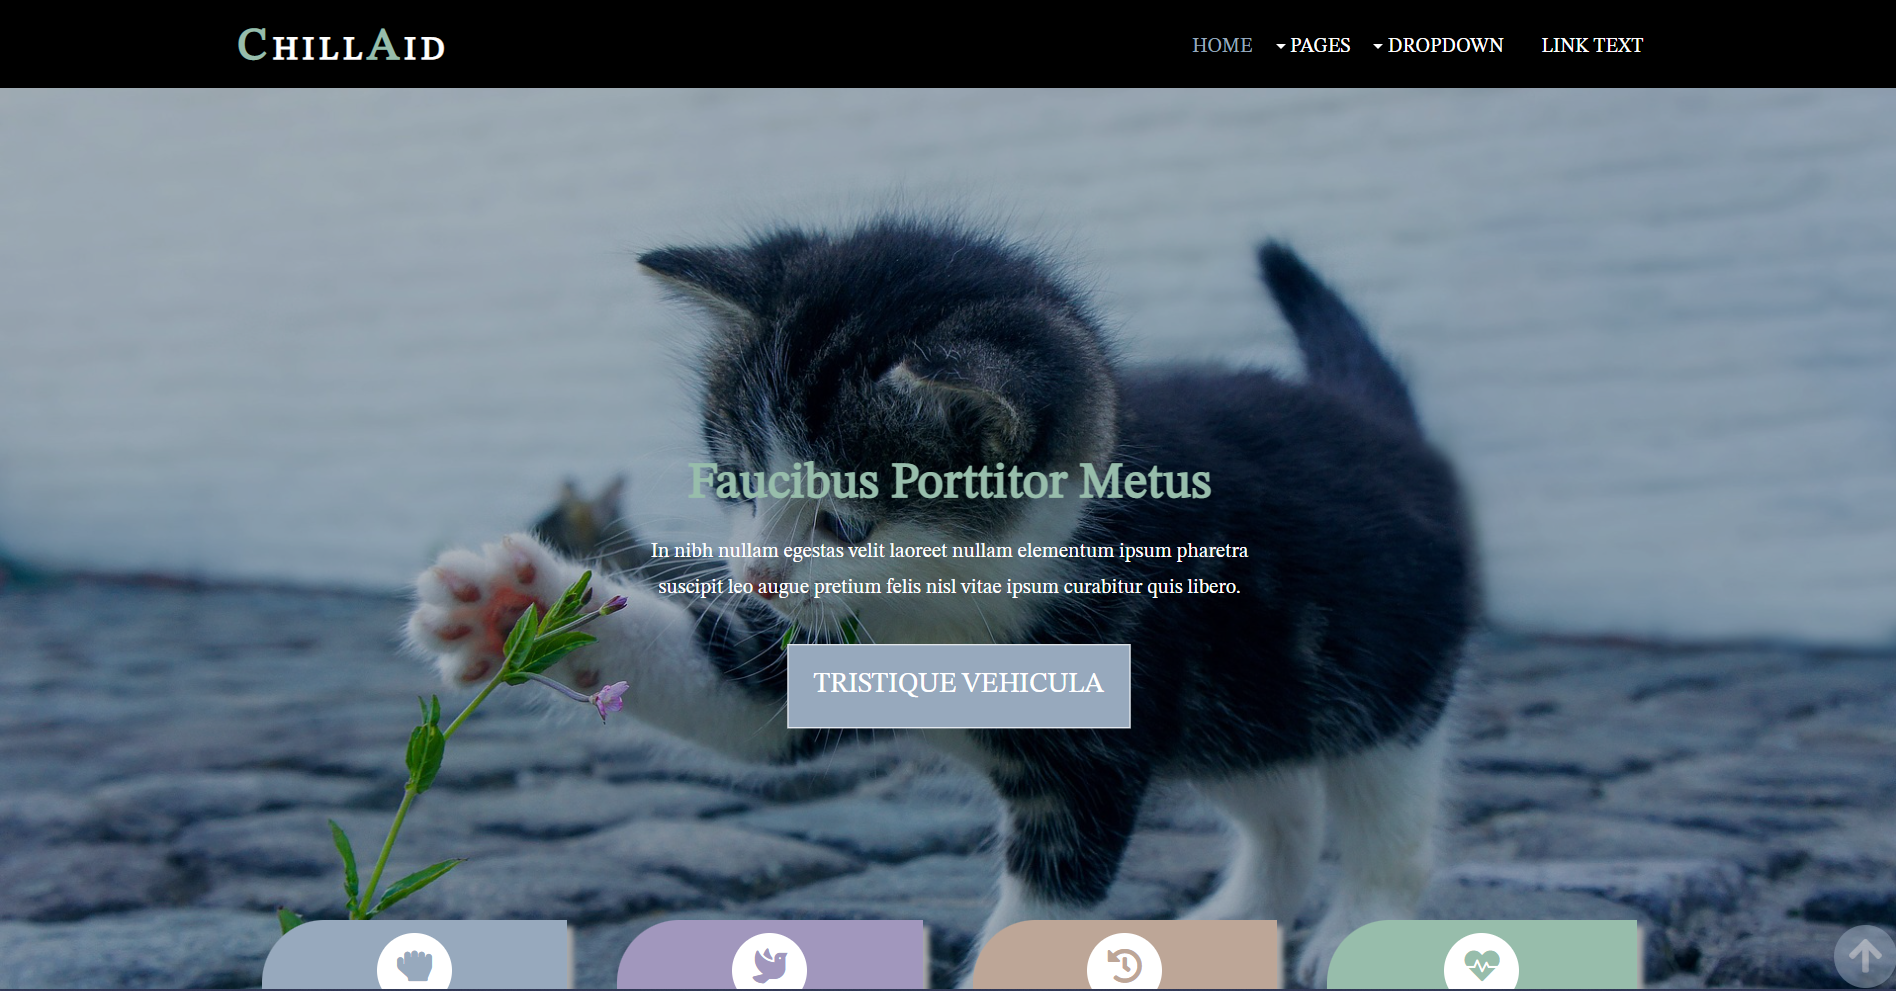 ChillAid
HOME PAGES DROPDOWN LINK TEXT
Faucibus Porttitor Metus
In nibh nullam egestas velit laoreet nullam elementum ipsum pharetra
suscipit leo augue pretium felis nisl vitae ipsum curabitur quis libero.
TRISTIQUE VEHICULA